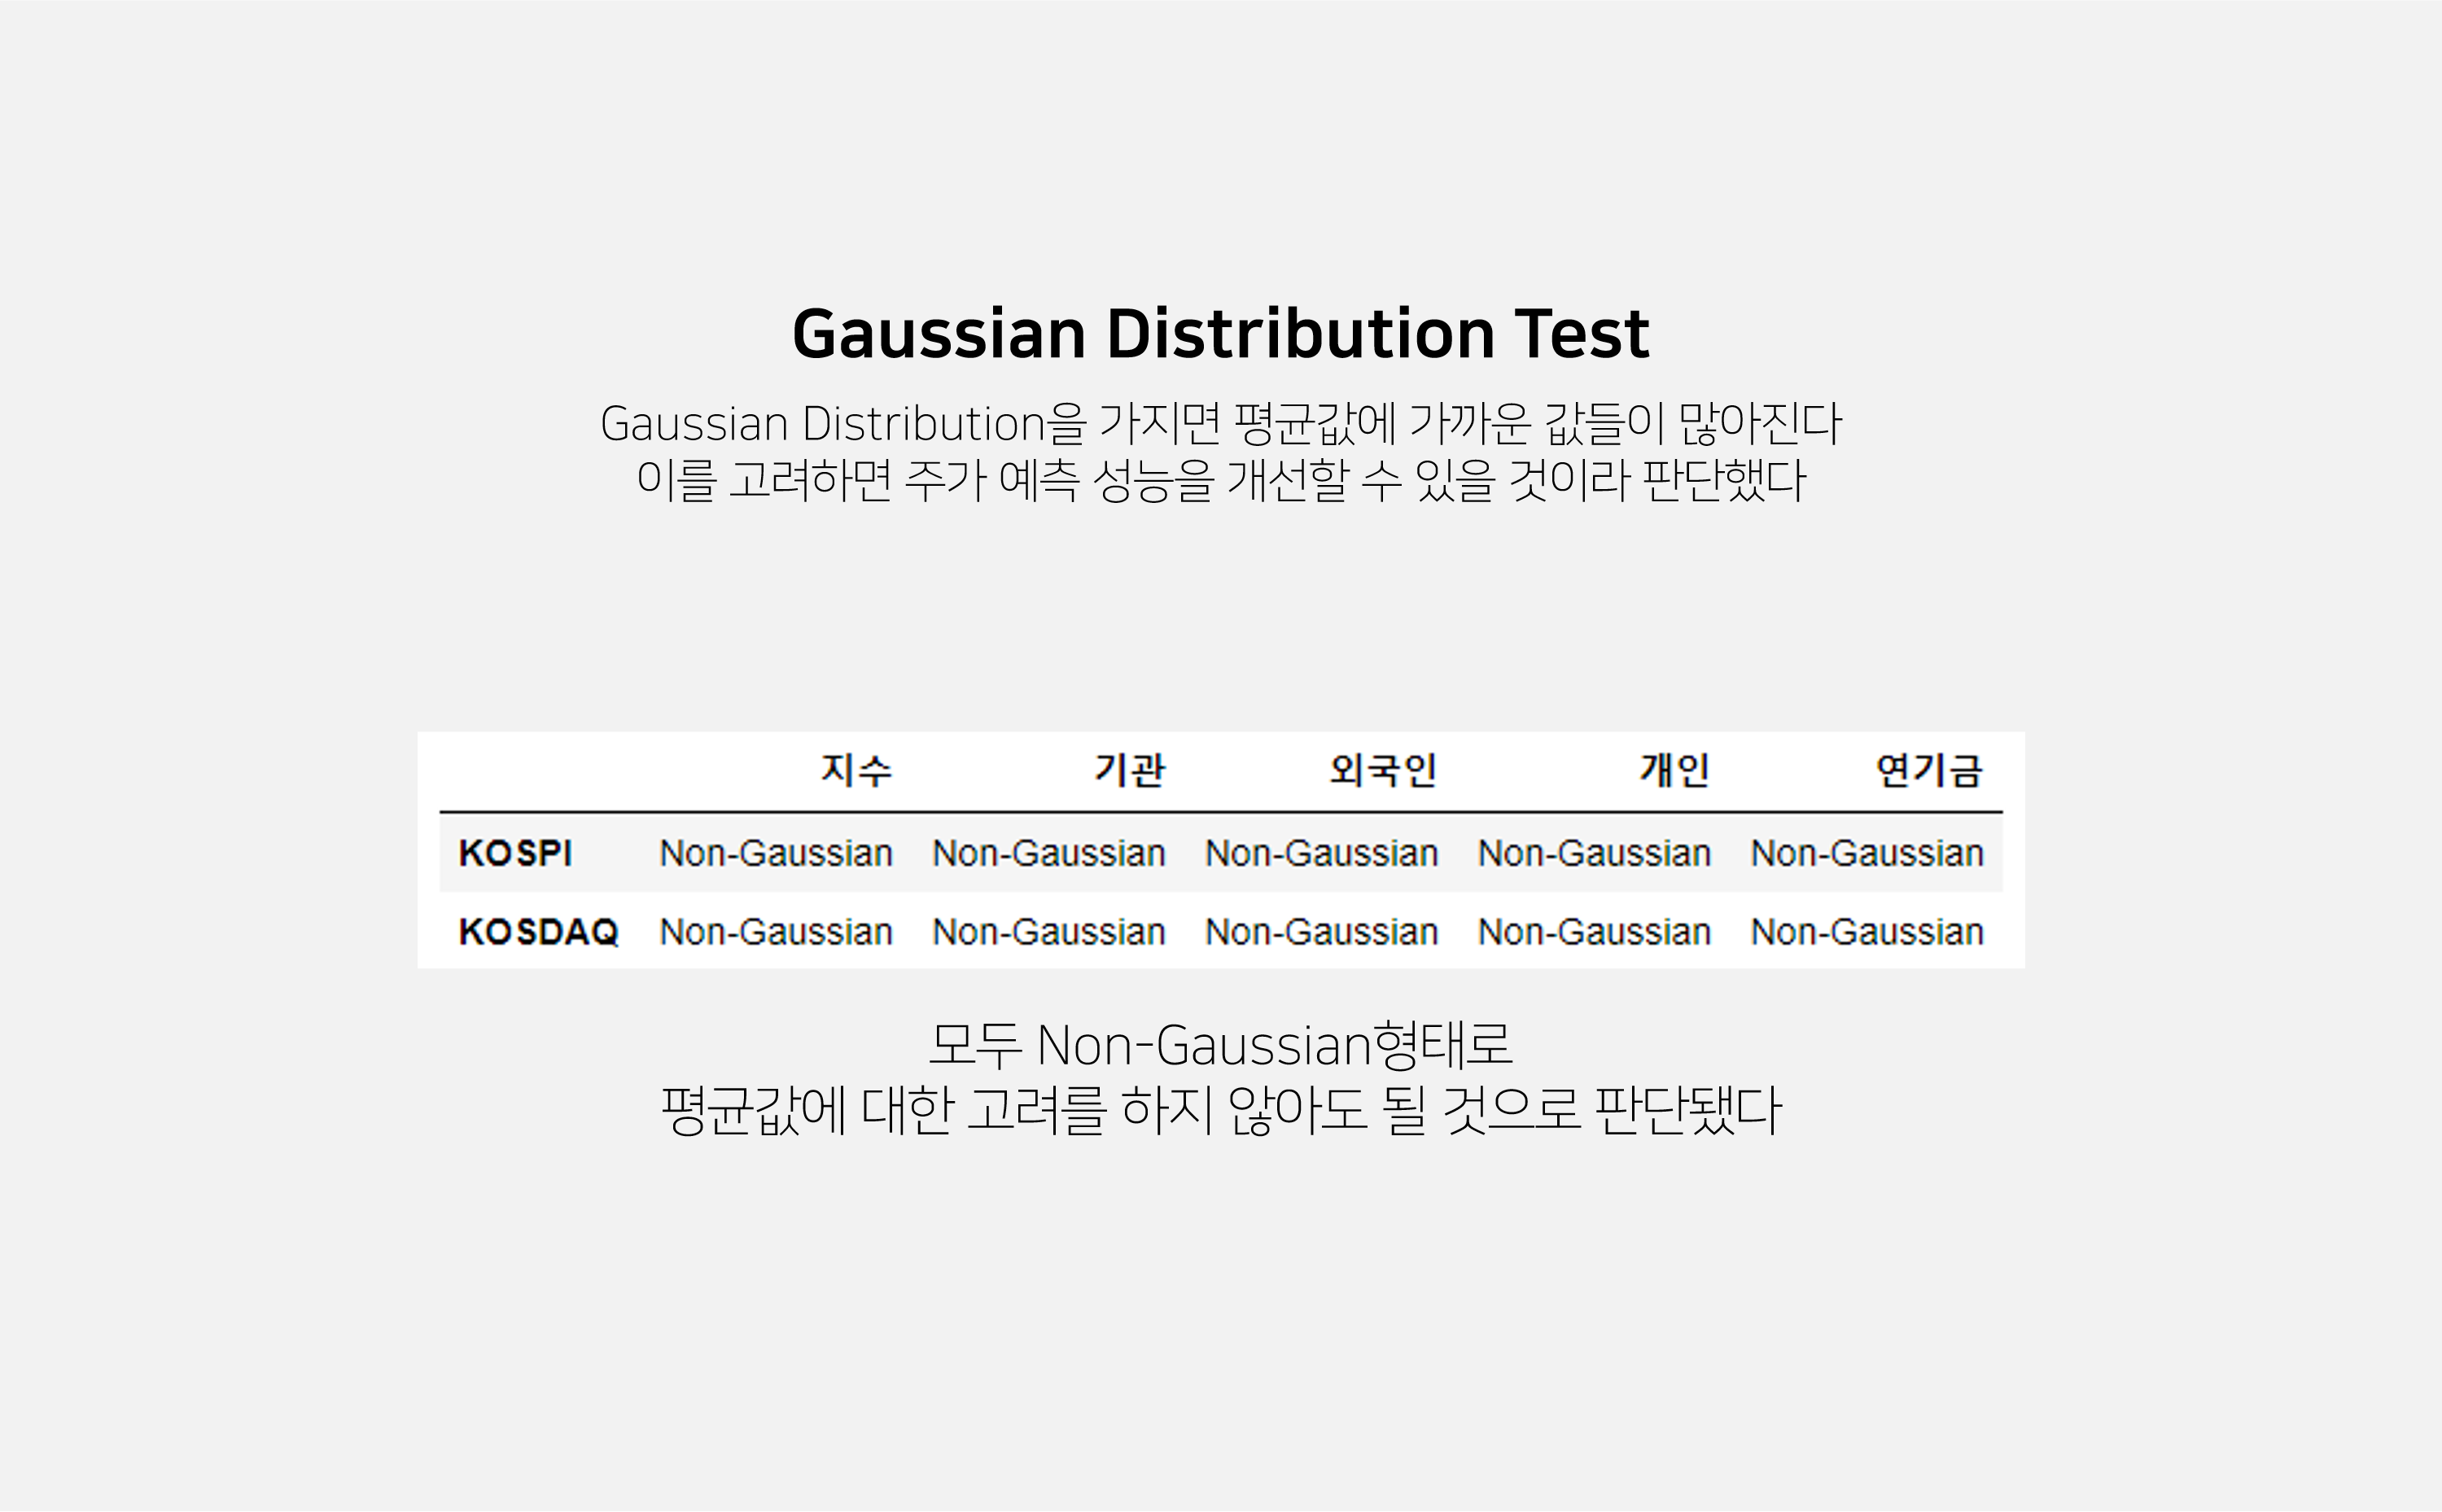 Gaussian Distribution Test
Gaussian Distribution을 가지면 평균값에 가까운 값들이 많아진다
이를 고려하면 주가 예측 성능을 개선할 수 있을 것이라 판단했다
지수 기관 외국인 개인 연기금
KOSPI Non-Gaussian Non-Gaussian Non-Gaussian Non-Gaussian Non-Gaussian
KOSDAQ Non-Gaussian Non-Gaussian Non-Gaussian Non-Gaussian Non-Gaussian
모두 Non-Gaussian형태로
평균값에 대한 고려를 하지 않아도 될 것으로 판단됐다